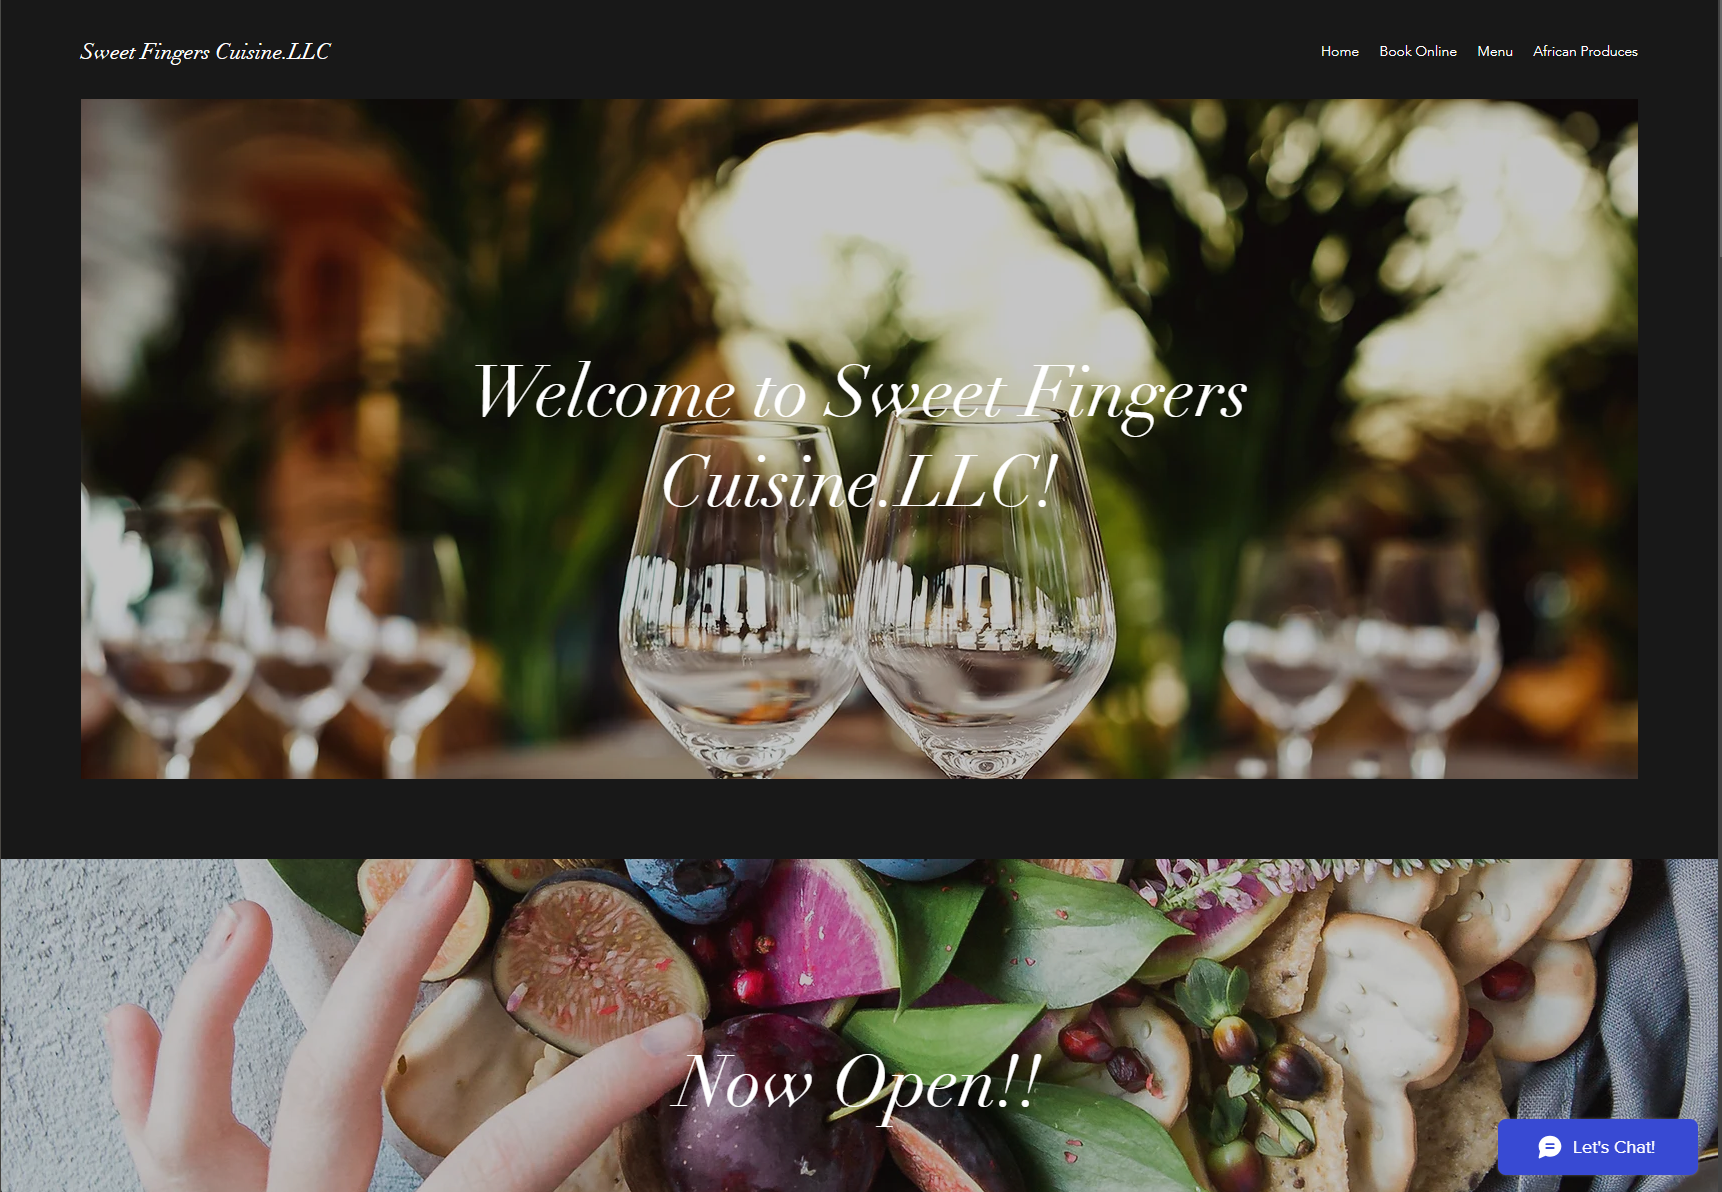 Sweet Fingers Cuisine.LLC
Home Book Online Menu African Produces
Welcome to Sweet Fingers
Cuisine.LLC!
Now Open!!
Let's Chat!